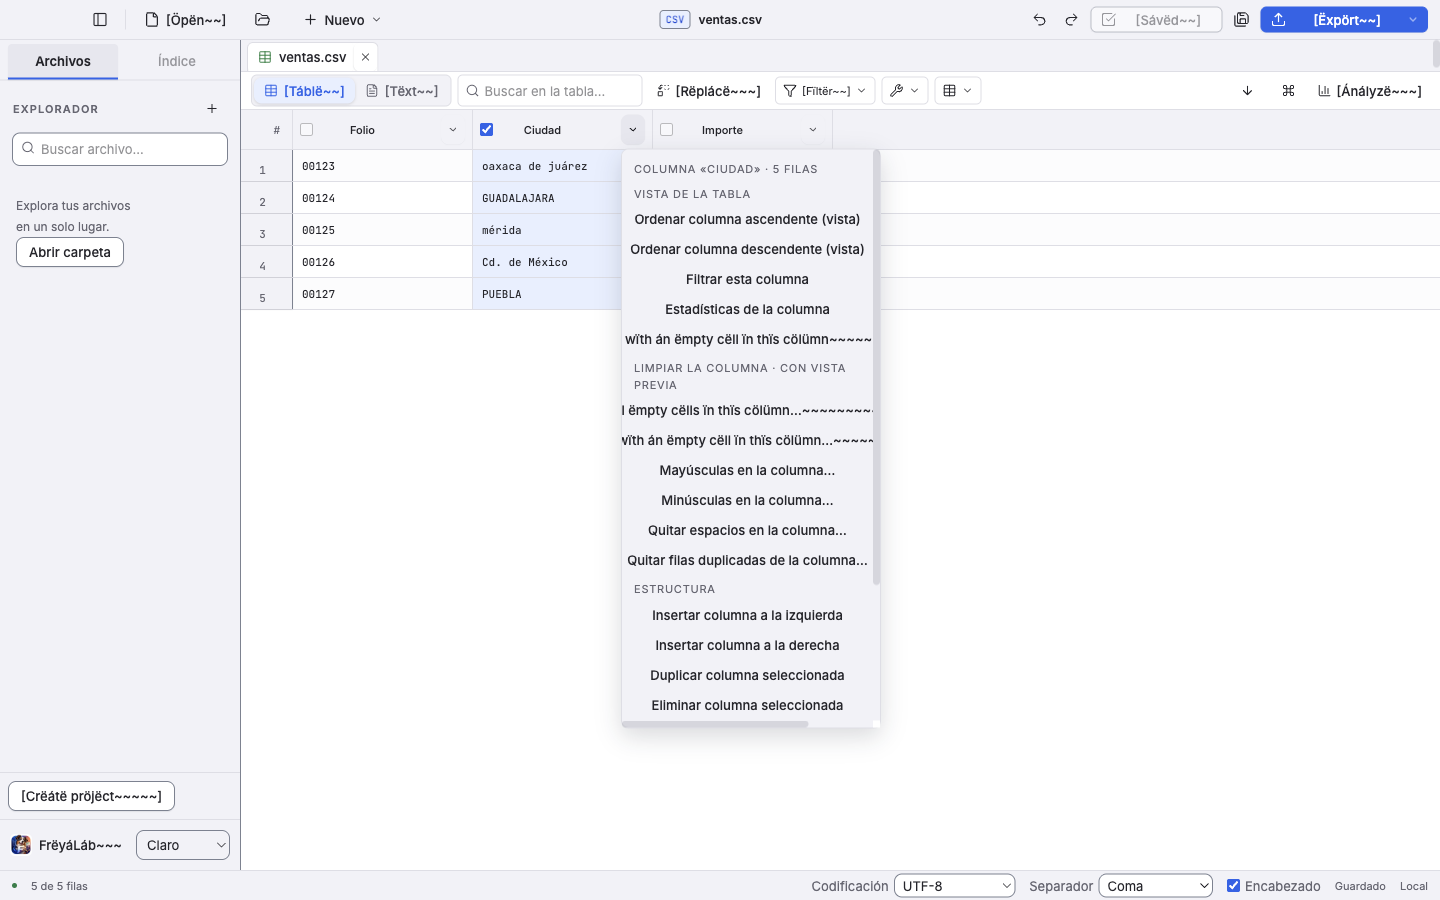 [Öpën~~]
Nuevo
CSV ventas.csv
[Sávëd~~]
[Ëxpört~~]
Archivos
Índice
ventas.csv
EXPLORADOR
Buscar archivo...
Explora tus archivos
en un solo lugar.
Abrir carpeta
[Táblë~~]
[Tëxt~~]
Buscar en la tabla...
[Rëplácë~~~]
[Fïltër~~]
[Ánályzë~~~]
# Folio Ciudad Importe
1 00123 oaxaca de juárez
2 00124 GUADALAJARA
3 00125 mérida
4 00126 Cd. de México
5 00127 PUEBLA
COLUMNA «CIUDAD» · 5 FILAS
VISTA DE LA TABLA
Ordenar columna ascendente (vista)
Ordenar columna descendente (vista)
Filtrar esta columna
Estadísticas de la columna
wïth án ëmpty cëll ïn thïs cölümn~~~~~
LIMPIAR LA COLUMNA · CON VISTA
PREVIA
ëmpty cëlls ïn thïs cölümn...~~~~~~~~~
wïth án ëmpty cëll ïn thïs cölümn...~~~~~
Mayúsculas en la columna...
Minúsculas en la columna...
Quitar espacios en la columna...
Quitar filas duplicadas de la columna...
ESTRUCTURA
Insertar columna a la izquierda
Insertar columna a la derecha
Duplicar columna seleccionada
Eliminar columna seleccionada
[Crëátë pröjëct~~~~~]
FrëyáLáb~~~
Claro
5 de 5 filas
Codificación UTF-8 Separador Coma Encabezado Guardado Local